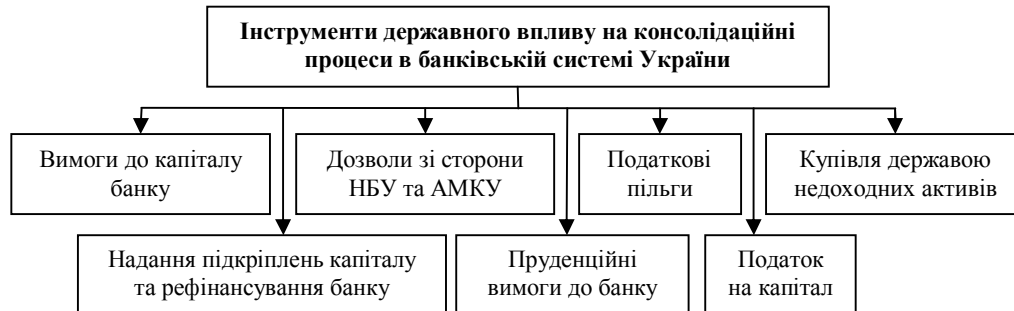 Інструменти державного впливу на консолідаційні
процеси в банківській системі України
Вимоги до капіталу
банку
Дозволи зі сторони
НБУ та АМКУ
Податкові
пільги
Купівля державою
недоходних активів
Надання підкріплень капіталу
та рефінансування банку
Пруденційні
вимоги до банку
Податок
на капітал